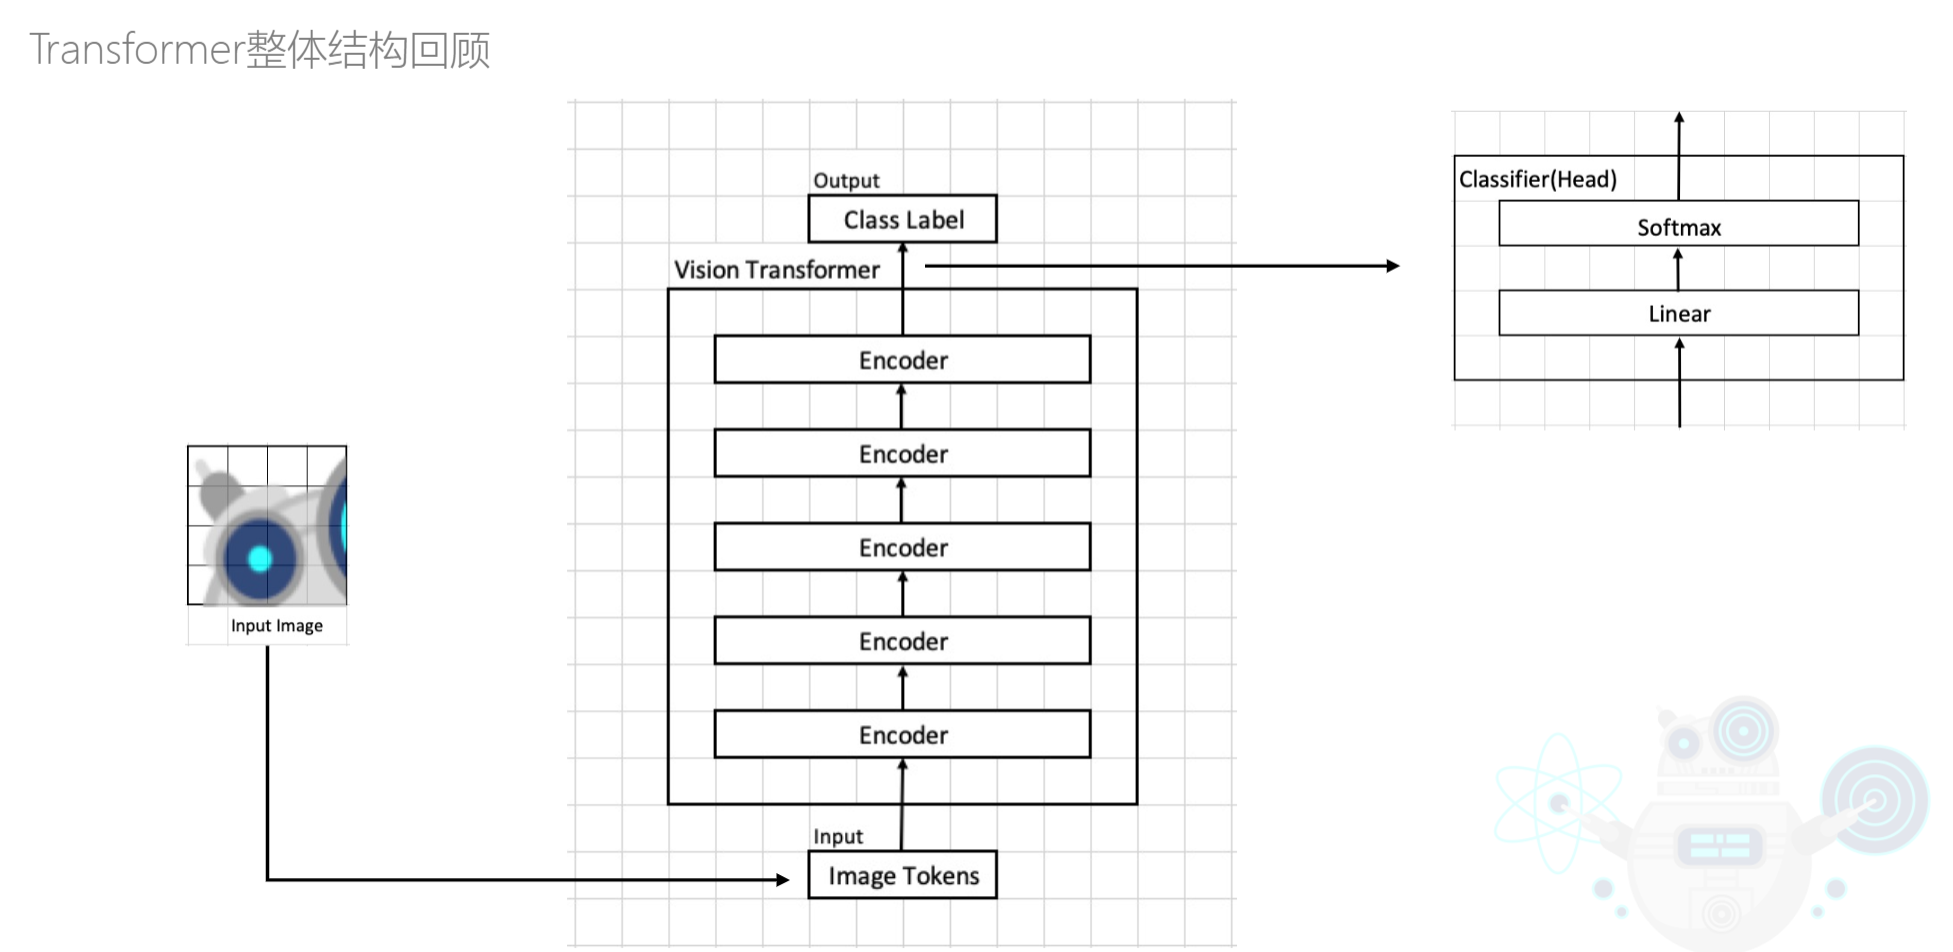 Transformer整体结构回顾
Output
Class Label
Vision Transformer
Encoder
Encoder
Encoder
Encoder
Encoder
Input
Image Tokens
Input Image
Classifier(Head)
Softmax
Linear